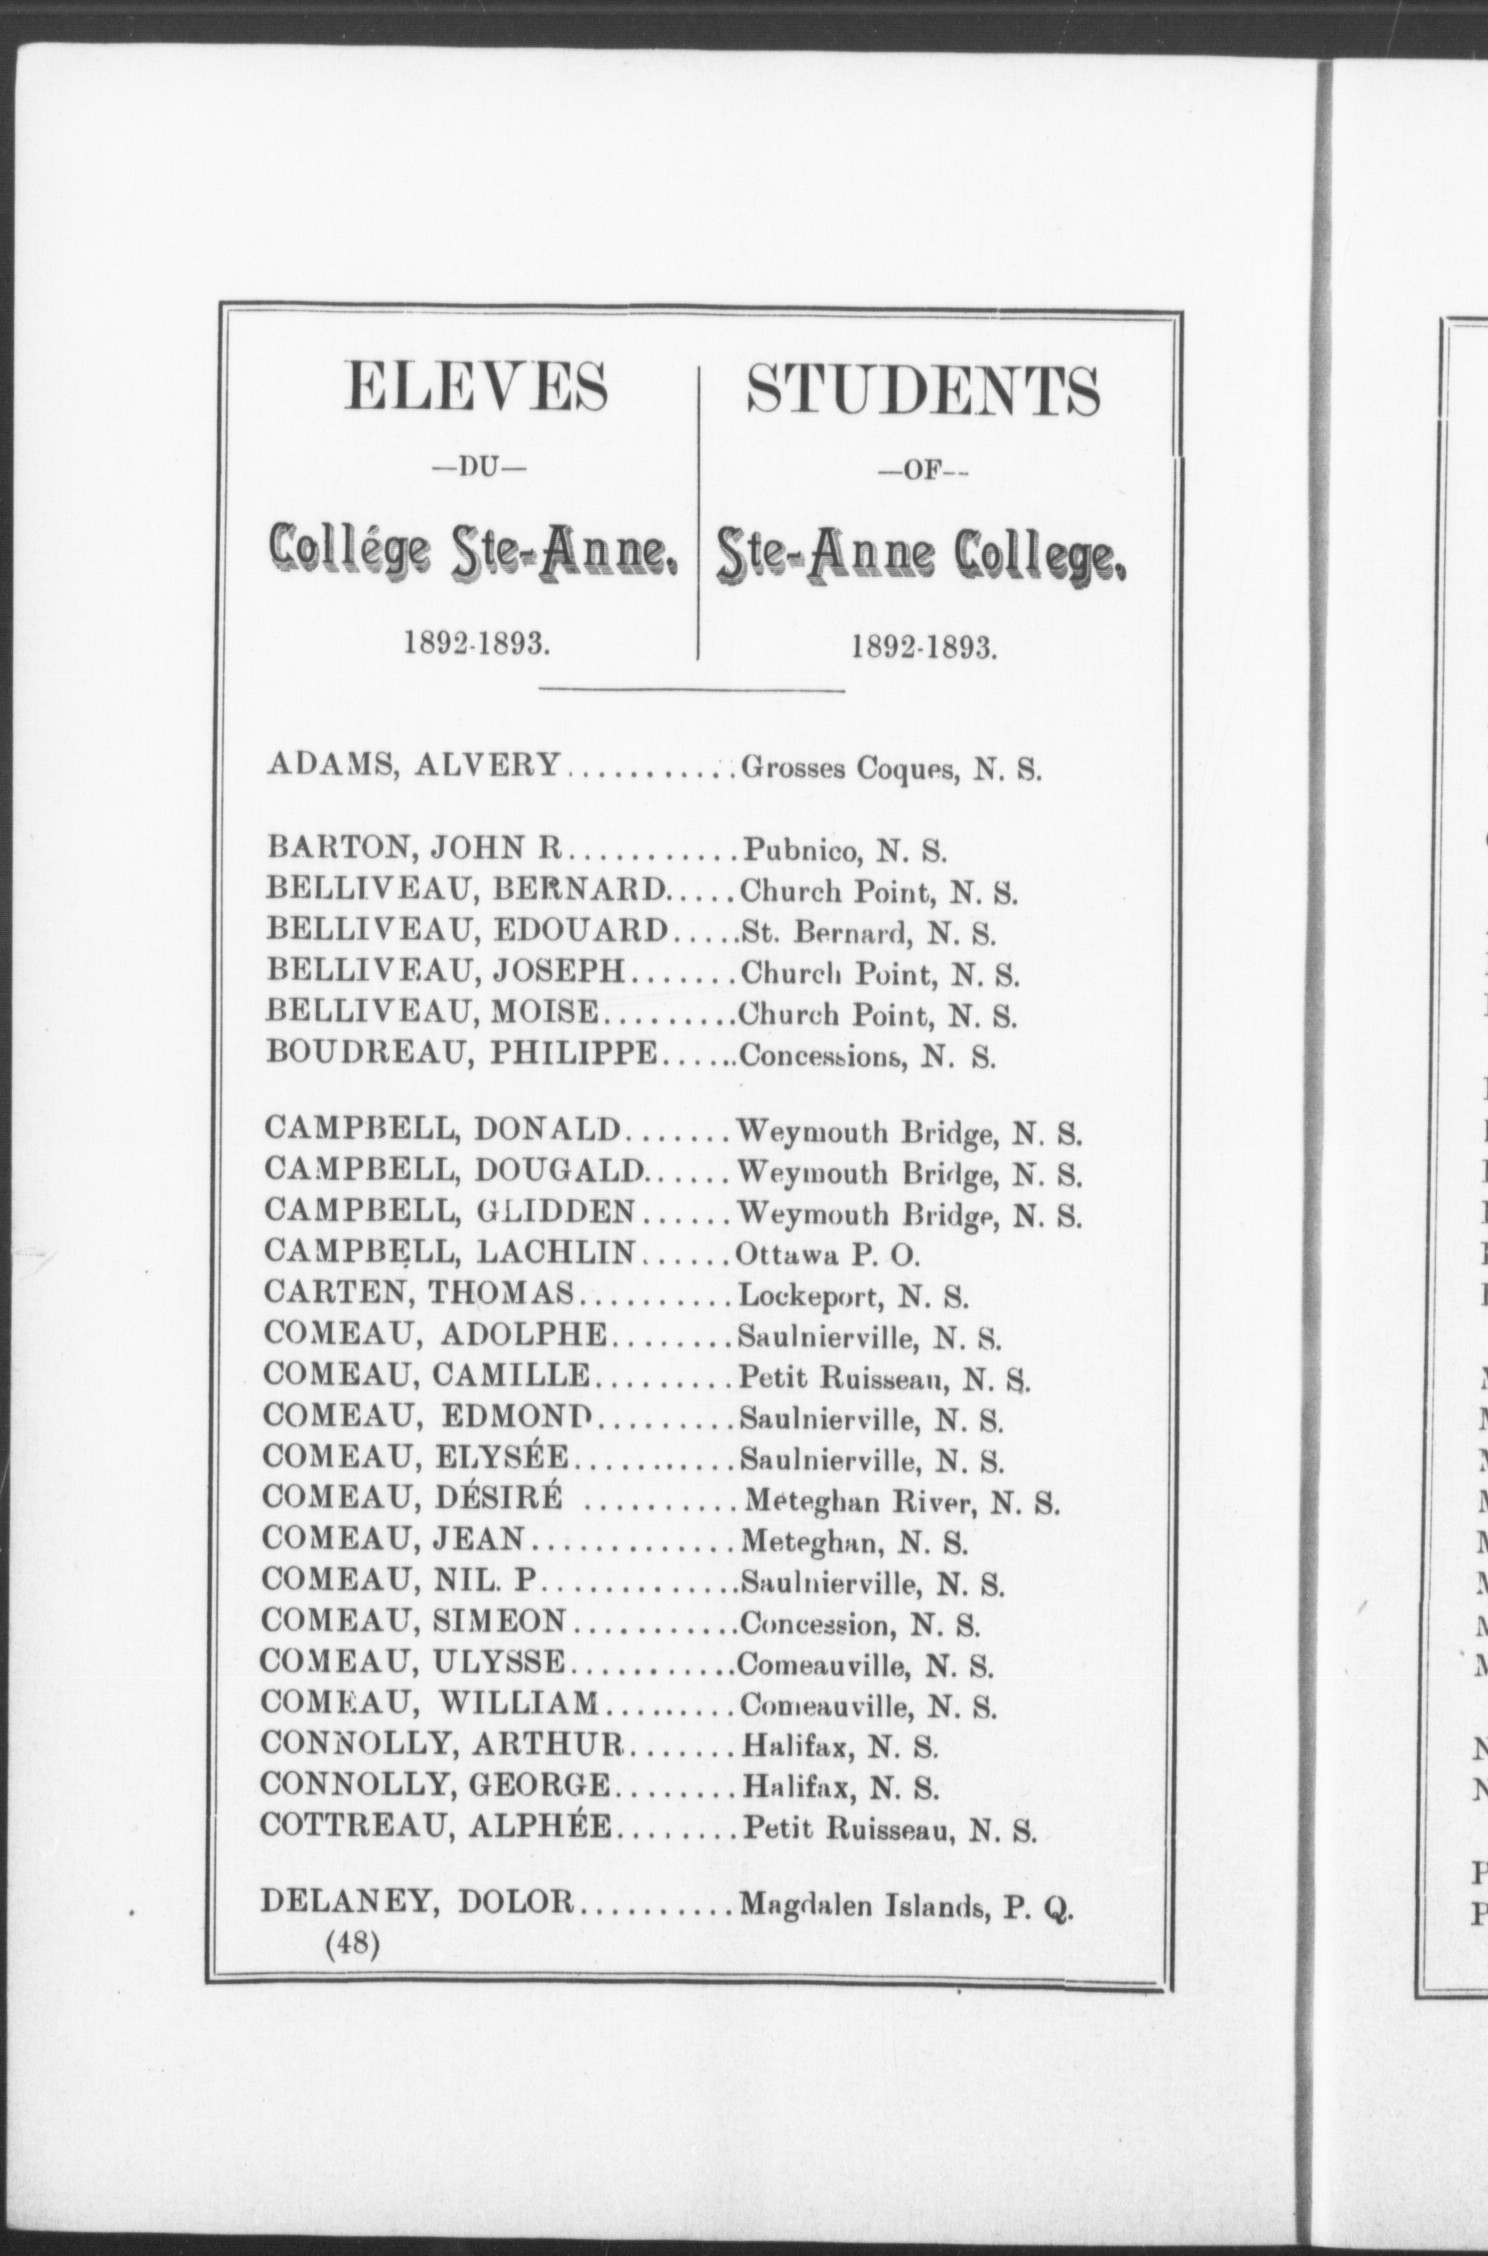 ELEVES
—DU—
Collége Ste-Anne.
1892-1893.
STUDENTS
—OF--
Ste-Anne College.
1892-1893.
ADAMS, ALVERY...........Grosses Coques, N. S.
BARTON, JOHN R...........Pubnico, N. S.
BELLIVEAU, BERNARD.....Church Point, N. S.
BELLIVEAU, EDOUARD.....St. Bernard, N. S.
BELLIVEAU, JOSEPH.......Church Point, N. S.
BELLIVEAU, MOISE.........Church Point, N. S.
BOUDREAU, PHILIPPE......Concessions, N. S.
CAMPBELL, DONALD.......Weymouth Bridge, N. S.
CAMPBELL, DOUGALD......Weymouth Bridge, N. S.
CAMPBELL, GLIDDEN......Weymouth Bridge, N. S.
CAMPBELL, LACHLIN......Ottawa P. O.
CARTEN, THOMAS..........Lockeport, N. S.
COMEAU, ADOLPHE........Saulnierville, N. S.
COMEAU, CAMILLE.........Petit Ruisseau, N. S.
COMEAU, EDMOND.........Saulnierville, N. S.
COMEAU, ELYSÉE...........Saulnierville, N. S.
COMEAU, DÉSIRÉ ..........Meteghan River, N. S.
COMEAU, JEAN.............Meteghan, N. S.
COMEAU, NIL. P.............Saulnierville, N. S.
COMEAU, SIMEON...........Concession, N. S.
COMEAU, ULYSSE...........Comeauville, N. S.
COMEAU, WILLIAM.........Comeauville, N. S.
CONNOLLY, ARTHUR.......Halifax, N. S.
CONNOLLY, GEORGE........Halifax, N. S.
COTTREAU, ALPHÉE........Petit Ruisseau, N. S.
DELANEY, DOLOR..........Magdalen Islands, P. Q.
(48)